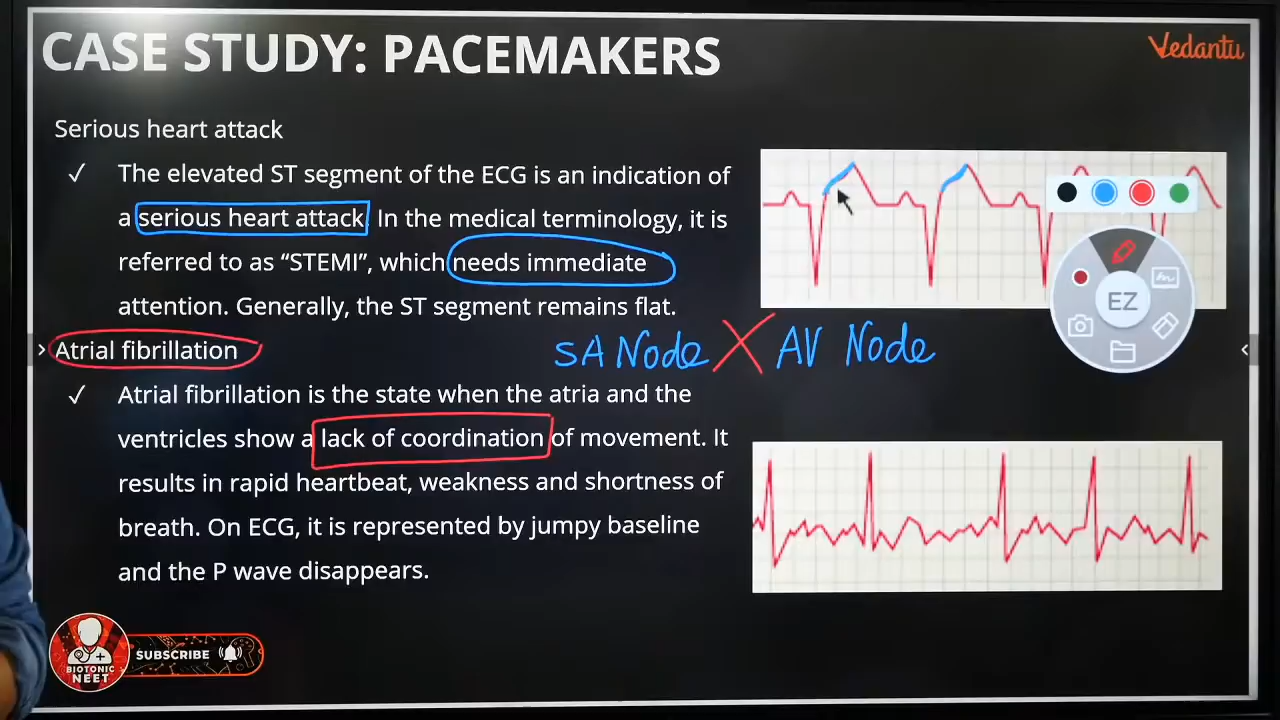 CASE STUDY: PACEMAKERS
Vedantu
Serious heart attack
✓ The elevated ST segment of the ECG is an indication of
a serious heart attack. In the medical terminology, it is
referred to as “STEMI”, which needs immediate
attention. Generally, the ST segment remains flat.
Atrial fibrillation
SA Node X AV Node
✓ Atrial fibrillation is the state when the atria and the
ventricles show a lack of coordination of movement. It
results in rapid heartbeat, weakness and shortness of
breath. On ECG, it is represented by jumpy baseline
and the P wave disappears.
EZ
BIOTONIC
NEET
SUBSCRIBE